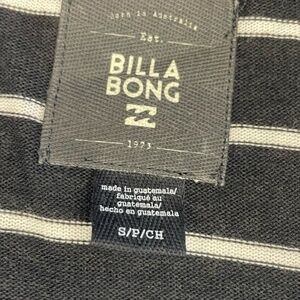 Born in Australia
Est.
BILLA
BONG
1973
made in guatemala/
fabriqué au
guatemala/
hecho en guatemala
S/P/CH